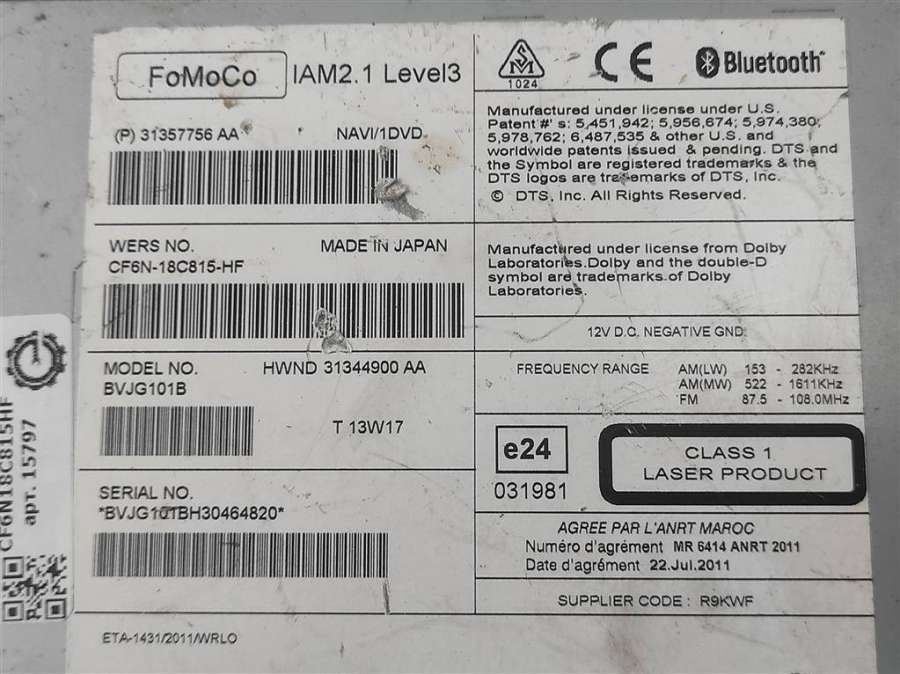 FoMoCo IAM2.1 Level3
(P) 31357756 AA NAVI/1DVD
WERS NO. MADE IN JAPAN
CF6N-18C815-HF
MODEL NO. HWND 31344900 AA
BVJG101B
T 13W17
SERIAL NO.
*BVJG101BH30464820*
ETA-1431/2011/WRLO
SM
1024
CE
Bluetooth
Manufactured under license under U.S.
Patent #' s: 5,451,942; 5,956,674; 5,974,380;
5,978,762; 6,487,535 & other U.S. and
worldwide patents issued & pending. DTS and
the Symbol are registered trademarks & the
DTS logos are trademarks of DTS, Inc.
© DTS, Inc. All Rights Reserved.
Manufactured under license from Dolby
Laboratories.Dolby and the double-D
symbol are trademarks of Dolby
Laboratories.
12V D.C. NEGATIVE GND
FREQUENCY RANGE AM(LW) 153 - 282KHz
AM(MW) 522 - 1611KHz
FM 87.5 - 108.0MHz
e24
031981
CLASS 1
LASER PRODUCT
AGREE PAR L'ANRT MAROC
Numéro d'agrément MR 6414 ANRT 2011
Date d'agrément 22.Jul.2011
SUPPLIER CODE : R9KWF
CF6N18C815HF
арт. 15797